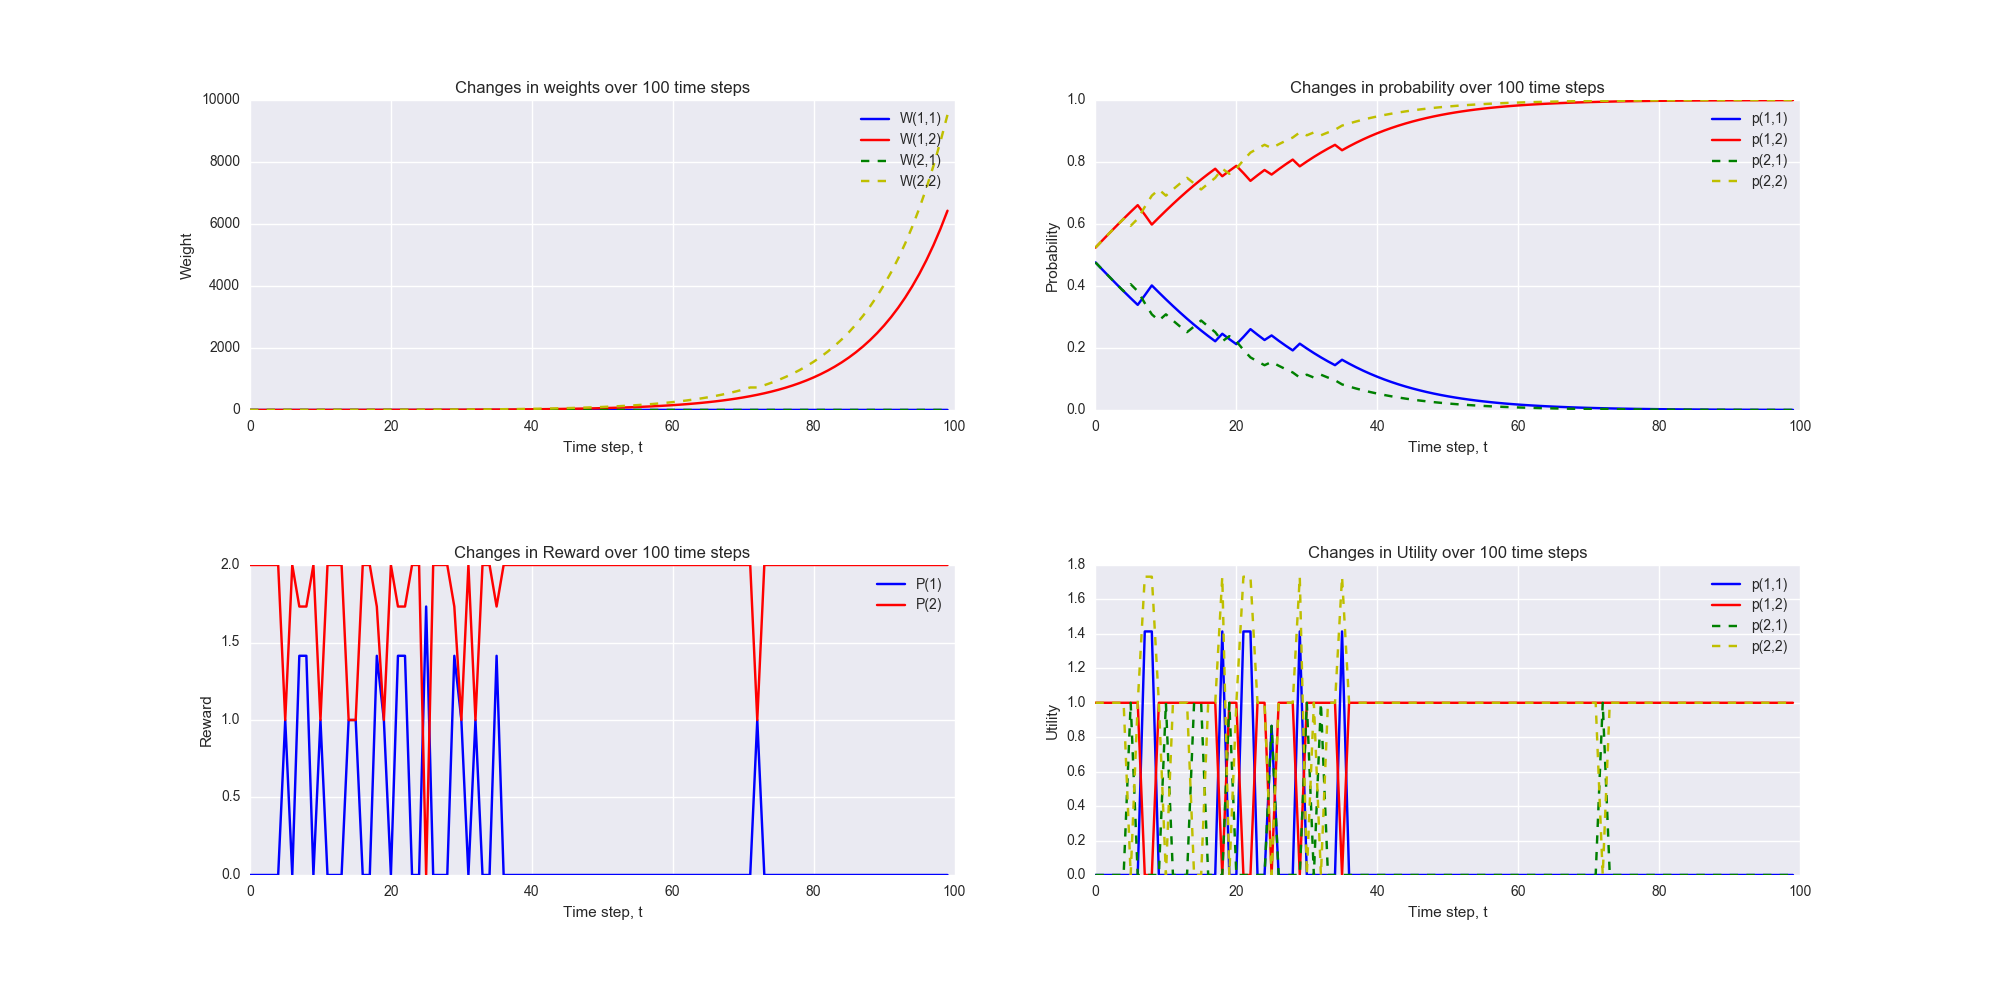 Changes in weights over 100 time steps
10000
8000
6000
4000
2000
0
Weight
W(1,1)
W(1,2)
W(2,1)
W(2,2)
0 20 40 60 80 100
Time step, t
Changes in probability over 100 time steps
1.0
0.8
0.6
0.4
0.2
0.0
Probability
p(1,1)
p(1,2)
p(2,1)
p(2,2)
0 20 40 60 80 100
Time step, t
Changes in Reward over 100 time steps
2.0
1.5
1.0
0.5
0.0
Reward
P(1)
P(2)
0 20 40 60 80 100
Time step, t
Changes in Utility over 100 time steps
1.8
1.6
1.4
1.2
1.0
0.8
0.6
0.4
0.2
0.0
Utility
p(1,1)
p(1,2)
p(2,1)
p(2,2)
0 20 40 60 80 100
Time step, t